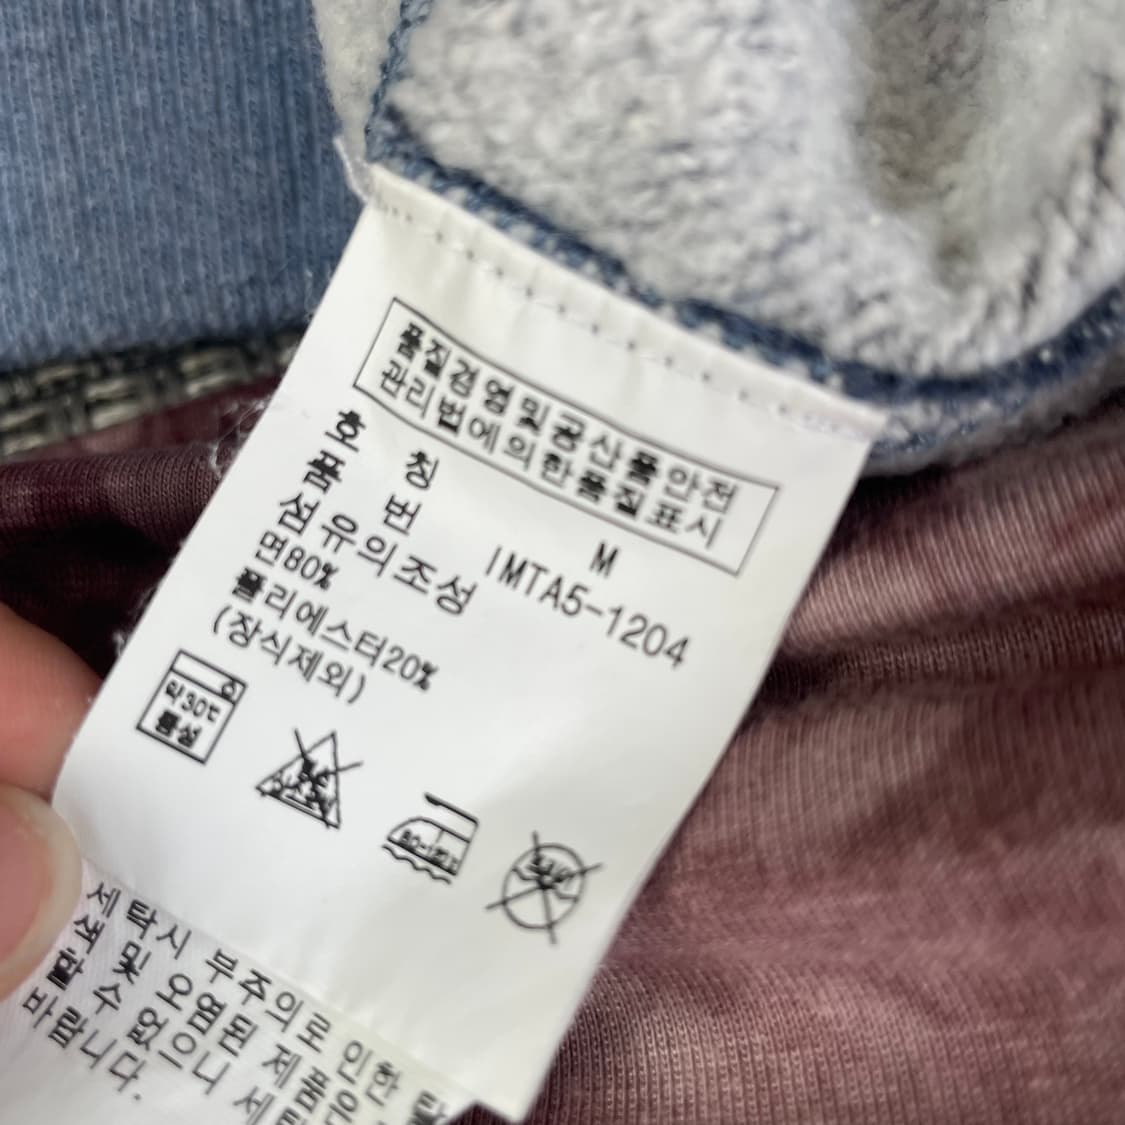 품질경영및공산품안전
관리법에의한품질표시
호 칭 M
품 번 IMTA5-1204
섬유의조성
면80%
폴리에스터20%
(장식제외)
약30℃
중성
세탁시 부주의로 인한 탈
색 및 오염된 제품은
할 수 없으니 세탁
바랍니다.